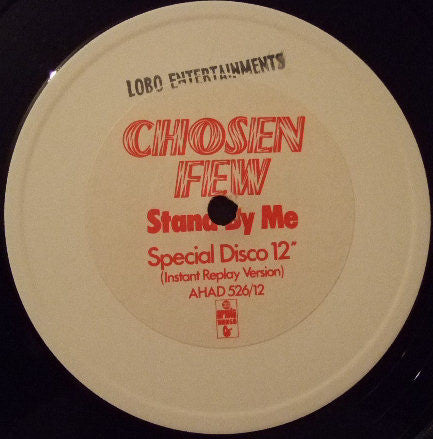 LOBO ENTERTAINMENTS
CHOSEN
FEW
Stand By Me
Special Disco 12"
(Instant Replay Version)
AHAD 526/12